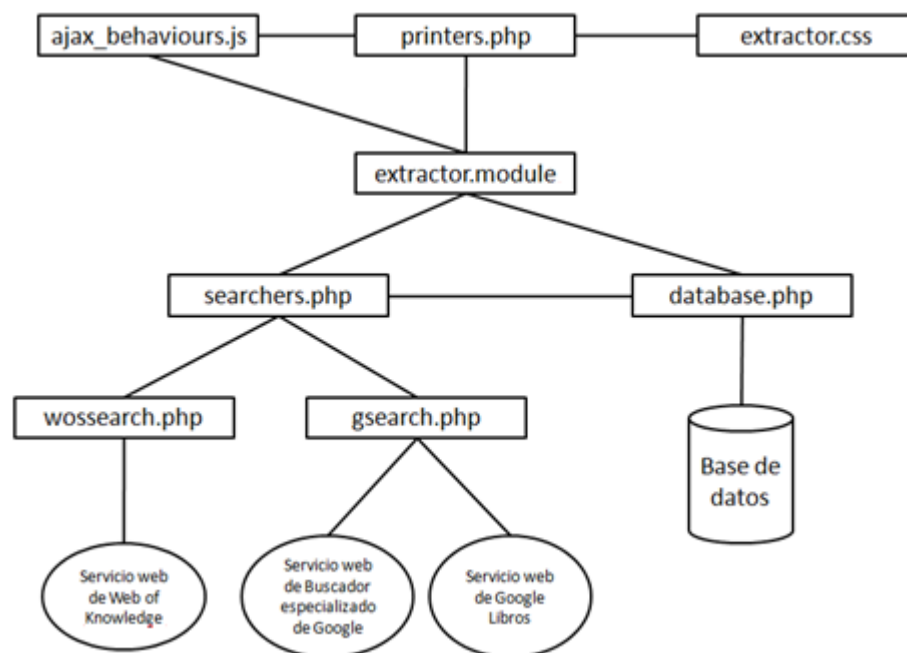 ajax_behaviours.js
printers.php
extractor.css
extractor.module
searchers.php
database.php
wossearch.php
gsearch.php
Base de
datos
Servicio web
de Web of
Knowledge
Servicio web
de Buscador
especializado
de Google
Servicio web
de Google
Libros